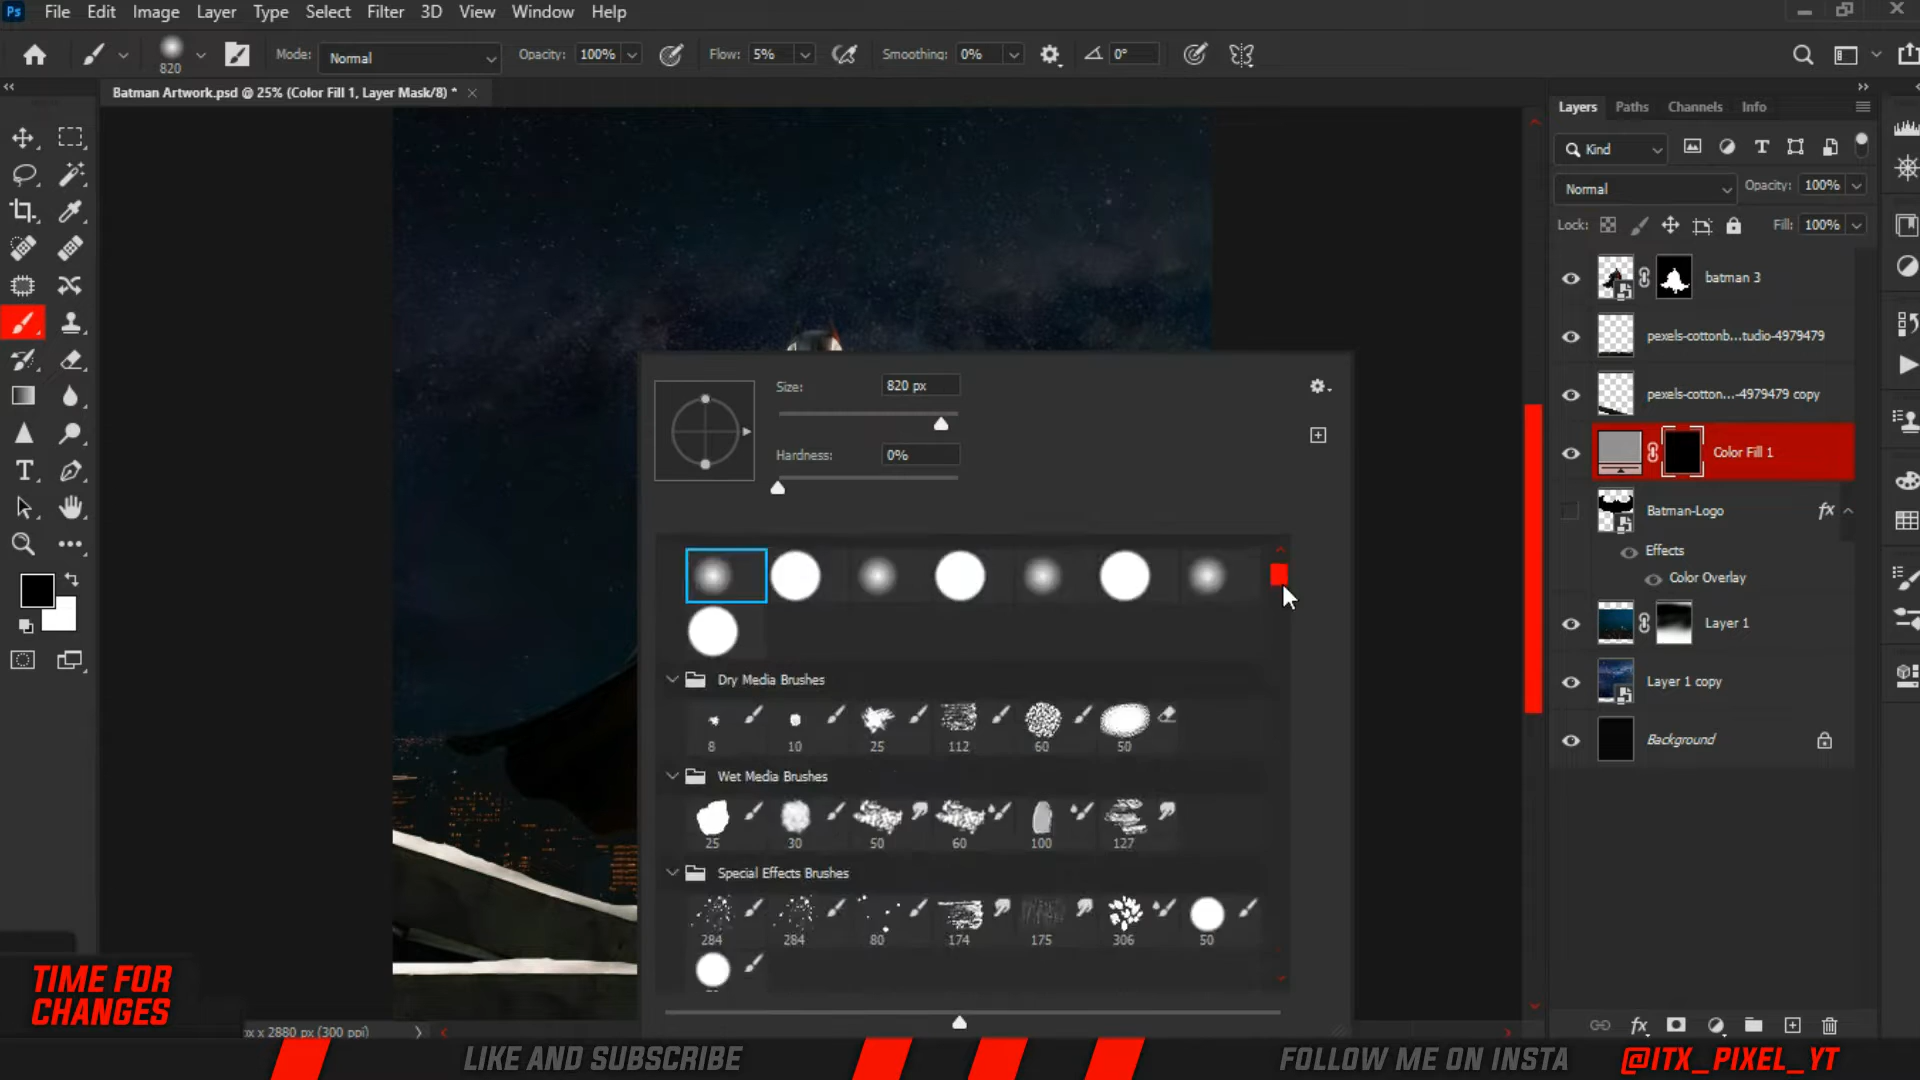 Ps File Edit Image Layer Type Select Filter 3D View Window Help
820 Mode: Normal Opacity: 100% Flow: 5% Smoothing: 0% 0°
Batman Artwork.psd @ 25% (Color Fill 1, Layer Mask/8) *
Layers Paths Channels Info
Kind
Normal Opacity: 100%
Lock: Fill: 100%
batman 3
pexels-cottonb...tudio-4979479
pexels-cotton...-4979479 copy
Color Fill 1
Batman-Logo fx
Effects
Color Overlay
Layer 1
Layer 1 copy
Background
Size: 820 px
Hardness: 0%
Dry Media Brushes
8 10 25 112 60 50
Wet Media Brushes
25 30 50 60 100 127
Special Effects Brushes
284 284 80 174 175 306 50
TIME FOR
CHANGES
px x 2880 px (300 ppi)
fx
LIKE AND SUBSCRIBE
FOLLOW ME ON INSTA @ITX_PIXEL_YT